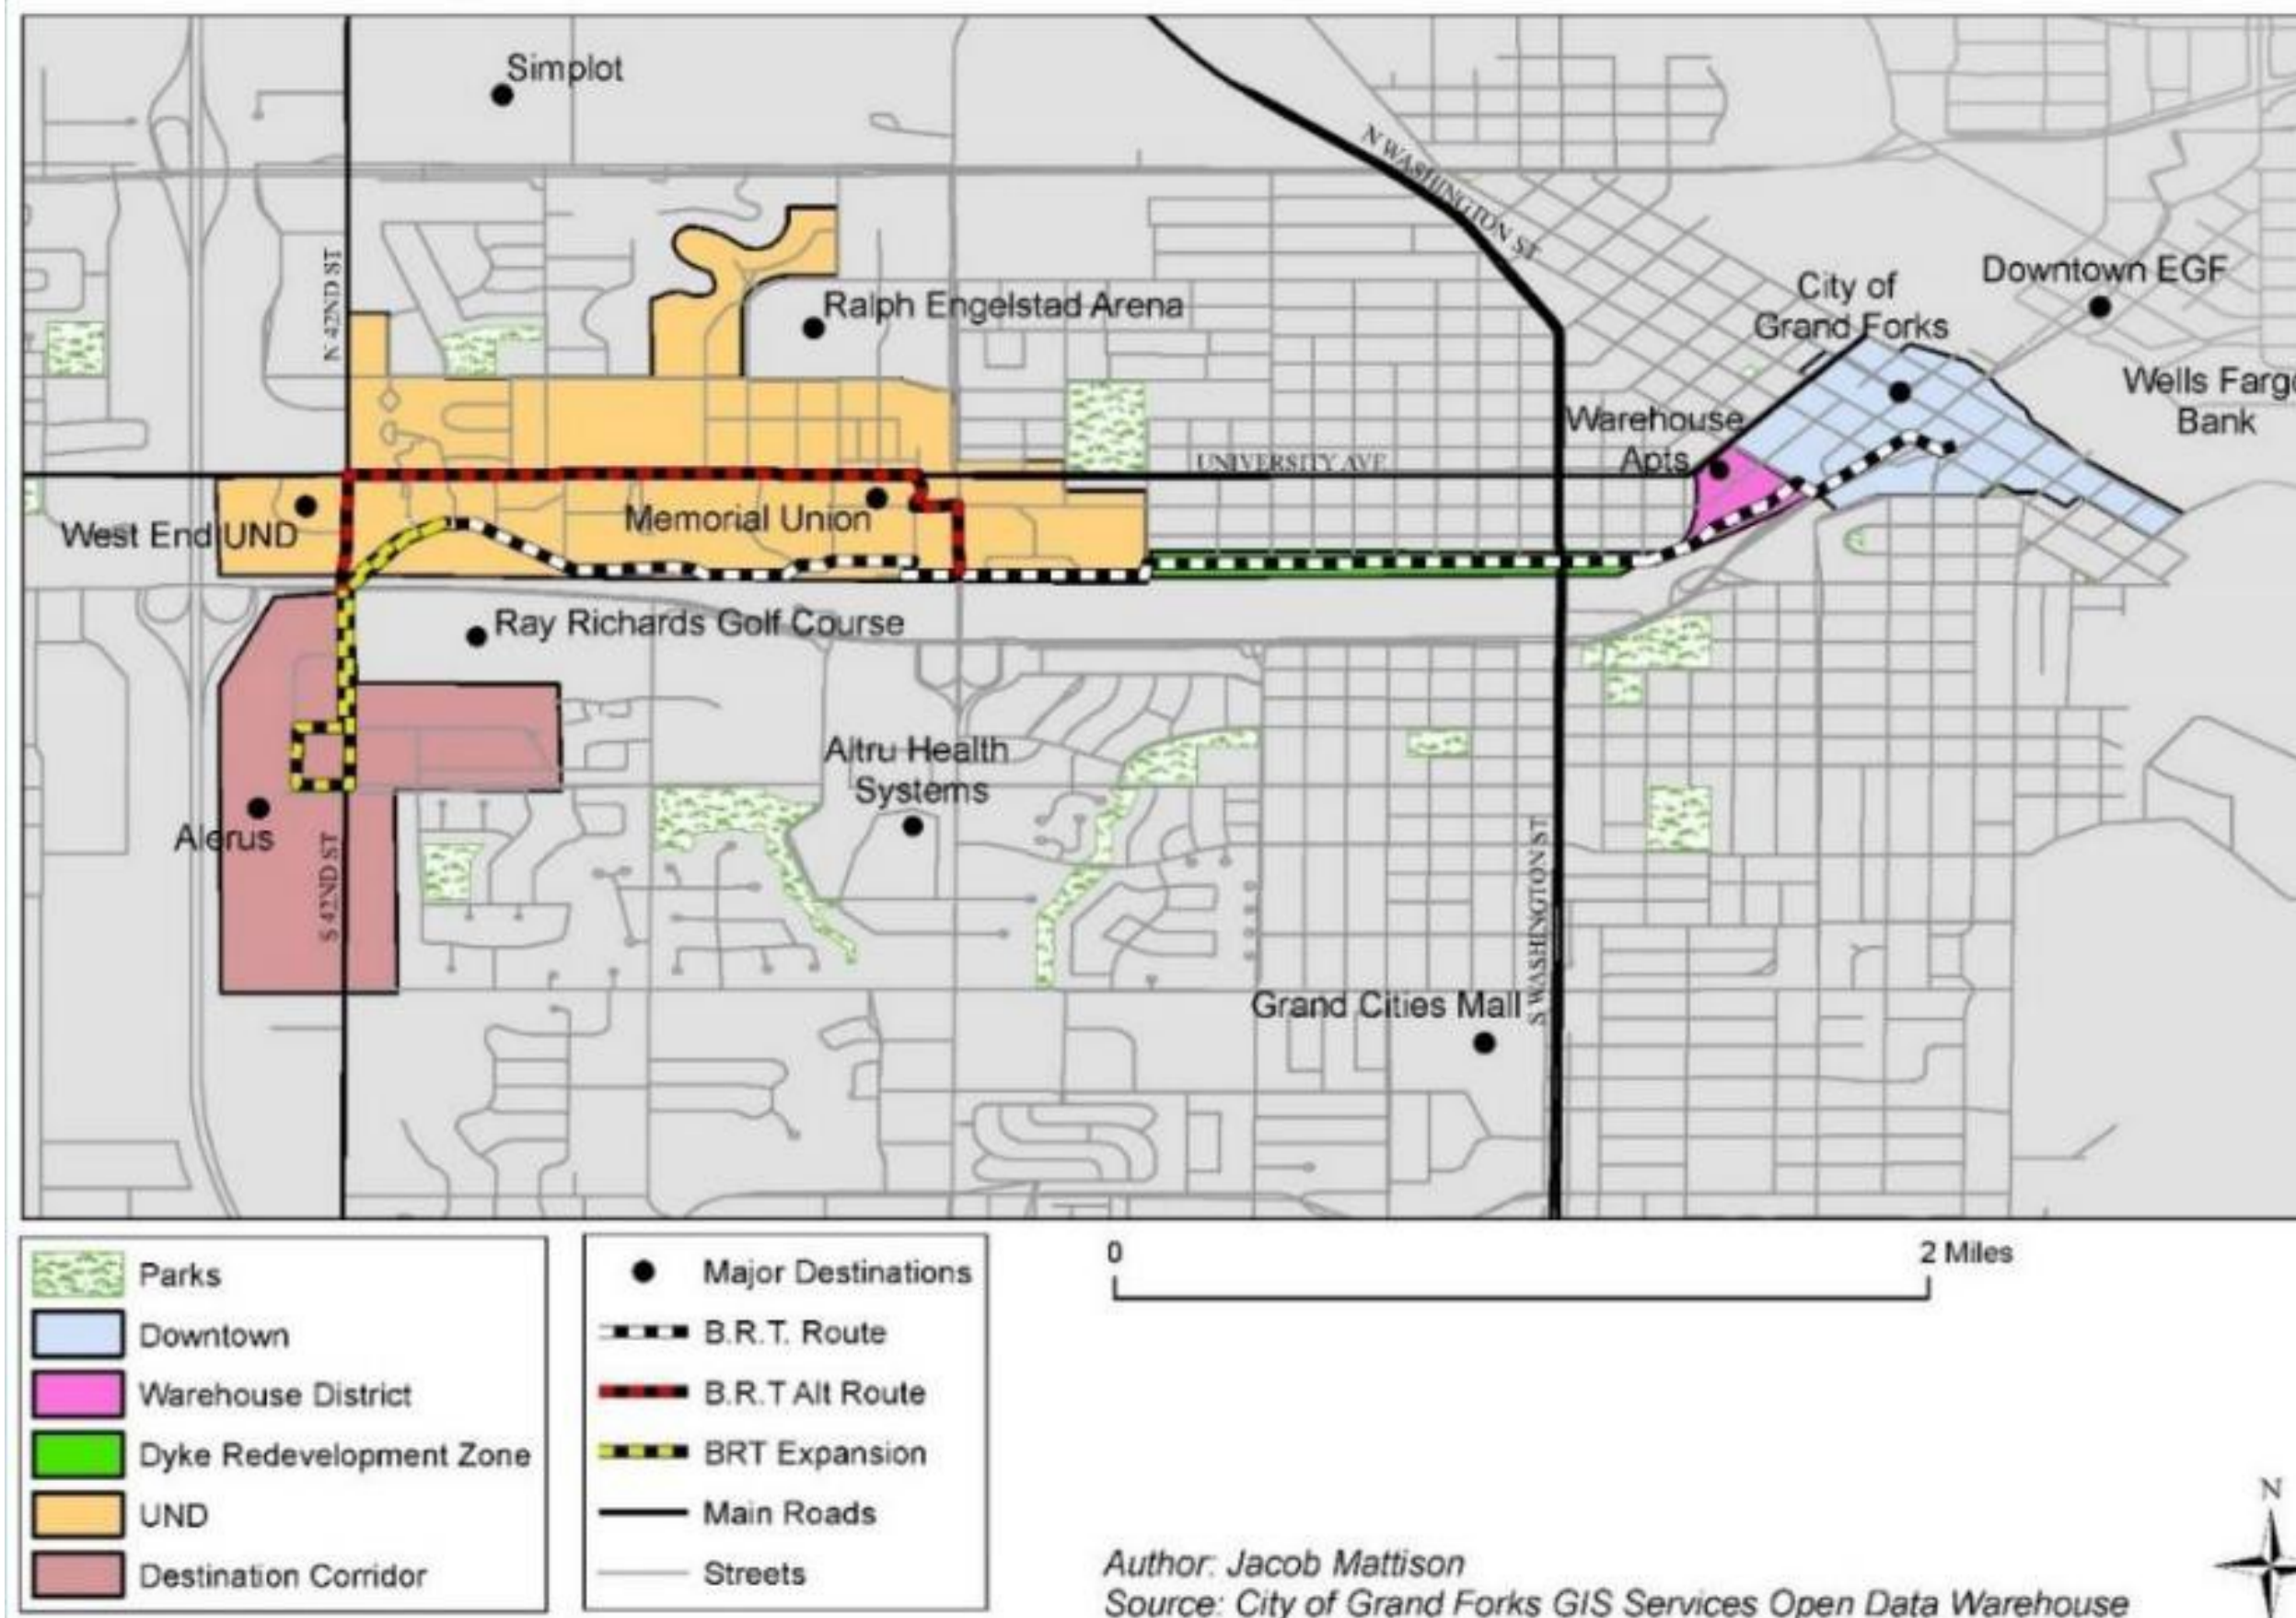 Simplot
N WASHINGTON ST
N 42ND ST
Ralph Engelstad Arena
City of
Grand Forks
Downtown EGF
Wells Fargo
Bank
Warehouse
Apts
UNIVERSITY AVE
West End UND
Memorial Union
Ray Richards Golf Course
Altru Health
Systems
Alerus
S 42ND ST
S WASHINGTON ST
Grand Cities Mall
Parks
Downtown
Warehouse District
Dyke Redevelopment Zone
UND
Destination Corridor
Major Destinations
B.R.T. Route
B.R.T Alt Route
BRT Expansion
Main Roads
Streets
0 2 Miles
N
Author: Jacob Mattison
Source: City of Grand Forks GIS Services Open Data Warehouse